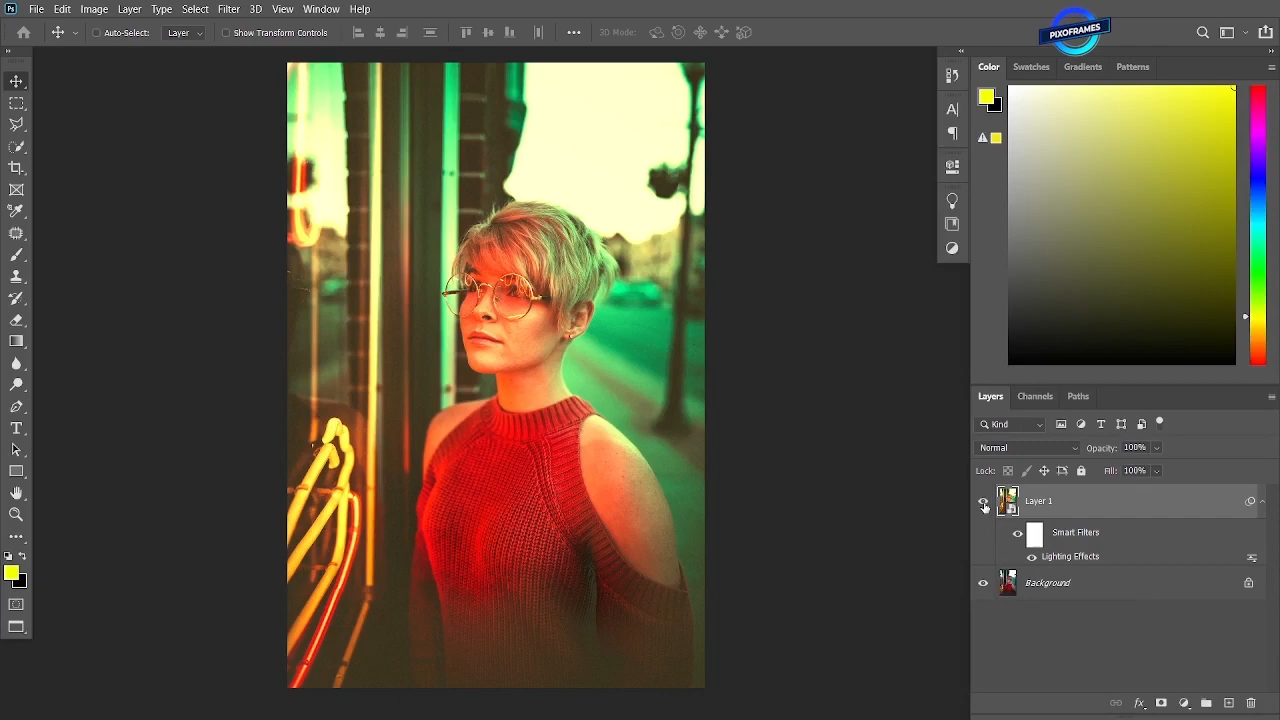 Ps File Edit Image Layer Type Select Filter 3D View Window Help
PIXOFRAMES
Auto-Select: Layer Show Transform Controls 3D Mode:
Color Swatches Gradients Patterns
Layers Channels Paths
Kind
Normal Opacity: 100%
Lock: Fill: 100%
Layer 1
Smart Filters
Lighting Effects
Background
fx